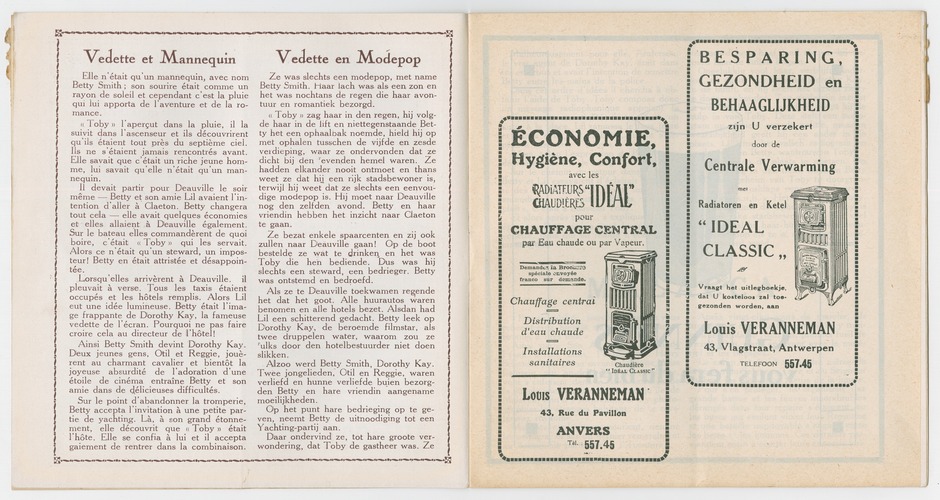 Vedette et Mannequin
Elle n'était qu'un mannequin, avec nom
Betty Smith ; son sourire était comme un
rayon de soleil et cependant c'est la pluie
qui lui apporta de l'aventure et de la ro-
mance.
« Toby » l'aperçut dans la pluie, il la
suivit dans l'ascenseur et ils découvrirent
qu'ils étaient tout près du septième ciel.
Ils ne s'étaient jamais rencontrés avant.
Elle savait que c'était un riche jeune hom-
me, lui savait qu'elle n'était qu'un man-
nequin.
Il devait partir pour Deauville le soir
même — Betty et son amie Lil avaient l'in-
tention d'aller à Claeton. Betty changera
tout cela — elle avait quelques économies
et elles allaient à Deauville également.
Sur le bateau elles commandèrent de quoi
boire, c'était « Toby » qui les servait.
Alors ce n'était qu'un steward, un impos-
teur! Betty en était attristée et désappoin-
tée.
Lorsqu'elles arrivèrent à Deauville. il
pleuvait à verse. Tous les taxis étaient
occupés et les hôtels remplis. Alors Lil
eut une idée lumineuse, Betty était l'ima-
ge frappante de Dorothy Kay, la fameuse
vedette de l'écran. Pourquoi ne pas faire
croire cela au directeur de l'hôtel!
Ainsi Betty Smith devint Dorothy Kay.
Deux jeunes gens, Otil et Reggie, jouè-
rent au charmant cavalier et bientôt la
joyeuse absurdité de l'adoration d'une
étoile de cinéma entraîne Betty et son
amie dans de délicieuses difficultés.
Sur le point d'abandonner la tromperie,
Betty accepta l'invitation à une petite par-
tie de yachting. Là, à son grand étonne-
ment, elle découvrit que « Toby » était
l'hôte. Elle se confia à lui et il accepta
gaiement de rentrer dans la combinaison.
Vedette en Modepop
Ze was slechts een modepop, met name
Betty Smith. Haar lach was als een zon en
het was nochtans de regen die haar avon-
tuur en romantiek bezorgd.
« Toby » zag haar in den regen, hij volg-
de haar in de lift en niettegenstaande Bet-
ty het een ophaalbak noemde, hield hij op
met ophalen tusschen de vijfde en zesde
verdieping, waar ze ondervonden dat ze
dicht bij den 'evenden hemel waren. Ze
hadden elkander nooit ontmoet en thans
weet ze dat hij een rijk stadsbewoner is,
terwijl hij weet dat ze slechts een eenvou-
dige modepop is. Hij moet naar Deauville
nog den zelfden avond. Betty en haar
vriendin hebben het inzicht naar Claeton
te gaan.
Ze bezat enkele spaarcenten en zij ook
zullen naar Deauville gaan! Op de boot
bestelde ze wat te drinken en het was
Toby die hen bediende. Dus was hij
slechts een steward, een bedrieger. Betty
was ontstemd en bedroefd.
Als ze te Deauville toekwamen regende
het dat het goot. Alle huurautos waren
benomen en alle hotels bezet. Alsdan had
Lil een schitterend gedacht. Betty leek op
Dorothy Kay, de beroemde filmstar, als
twee druppelen water, waarom zou ze
'ulks door den hotelbestuurder niet doen
slikken.
Alzoo werd Betty Smith, Dorothy Kay.
Twee jongelieden, Otil en Reggie, waren
verliefd en hunne verliefde buien bezorg-
den Betty en hare vriendin aangename
moeilijkheden.
Op het punt hare bedrieging op te ge-
ven, neemt Betty de uitnoodiging tot een
Yachting-partij aan.
Daar ondervind ze, tot hare groote ver-
wondering, dat Toby de gastheer was. Ze
ÉCONOMIE,
Hygiène, Confort,
avec les
RADIATEURS
CHAUDIÈRES "IDÉAL"
pour
CHAUFFAGE CENTRAL
par Eau chaude ou par Vapeur.
Demandez la Brochure
spéciale envoyée
franco sur demande.
Chauffage central
Distribution
d'eau chaude
Installations
sanitaires
Chaudière
"IDEAL CLASSIC"
Louis VERANNEMAN
43, Rue du Pavillon
ANVERS
Tél. 557.45
BESPARING,
GEZONDHEID en
BEHAAGLIJKHEID
zijn U verzekert
door de
Centrale Verwarming
met
Radiatoren en Ketel
"IDEAL
CLASSIC„
Vraagt het uitlegboekje,
dat U kosteloos zal toe-
gezonden worden, aan
Louis VERANNEMAN
43, Vlagstraat, Antwerpen
TELEFOON 557.45